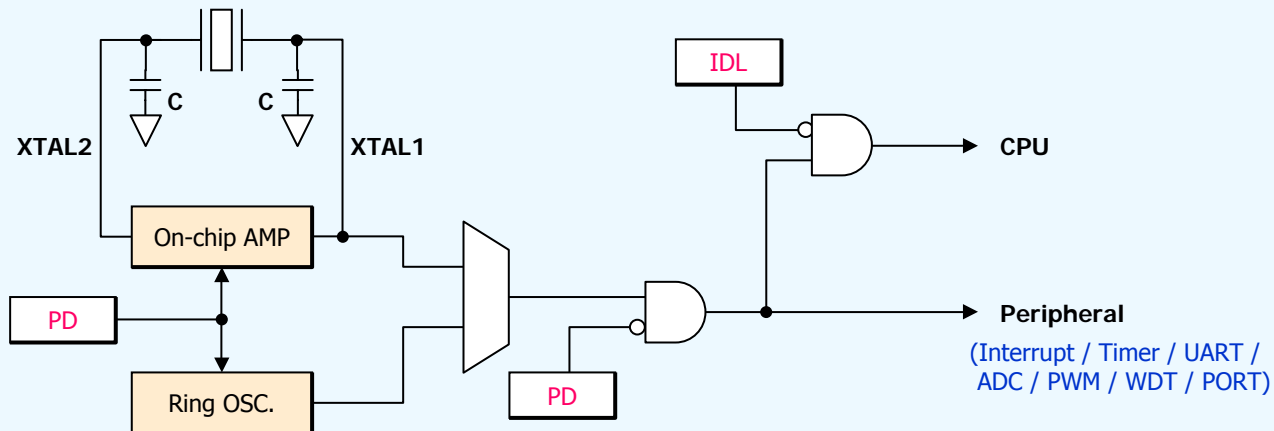 IDL
C
C
XTAL2
XTAL1
CPU
On-chip AMP
PD
Peripheral
(Interrupt / Timer / UART /
ADC / PWM / WDT / PORT)
Ring OSC.
PD